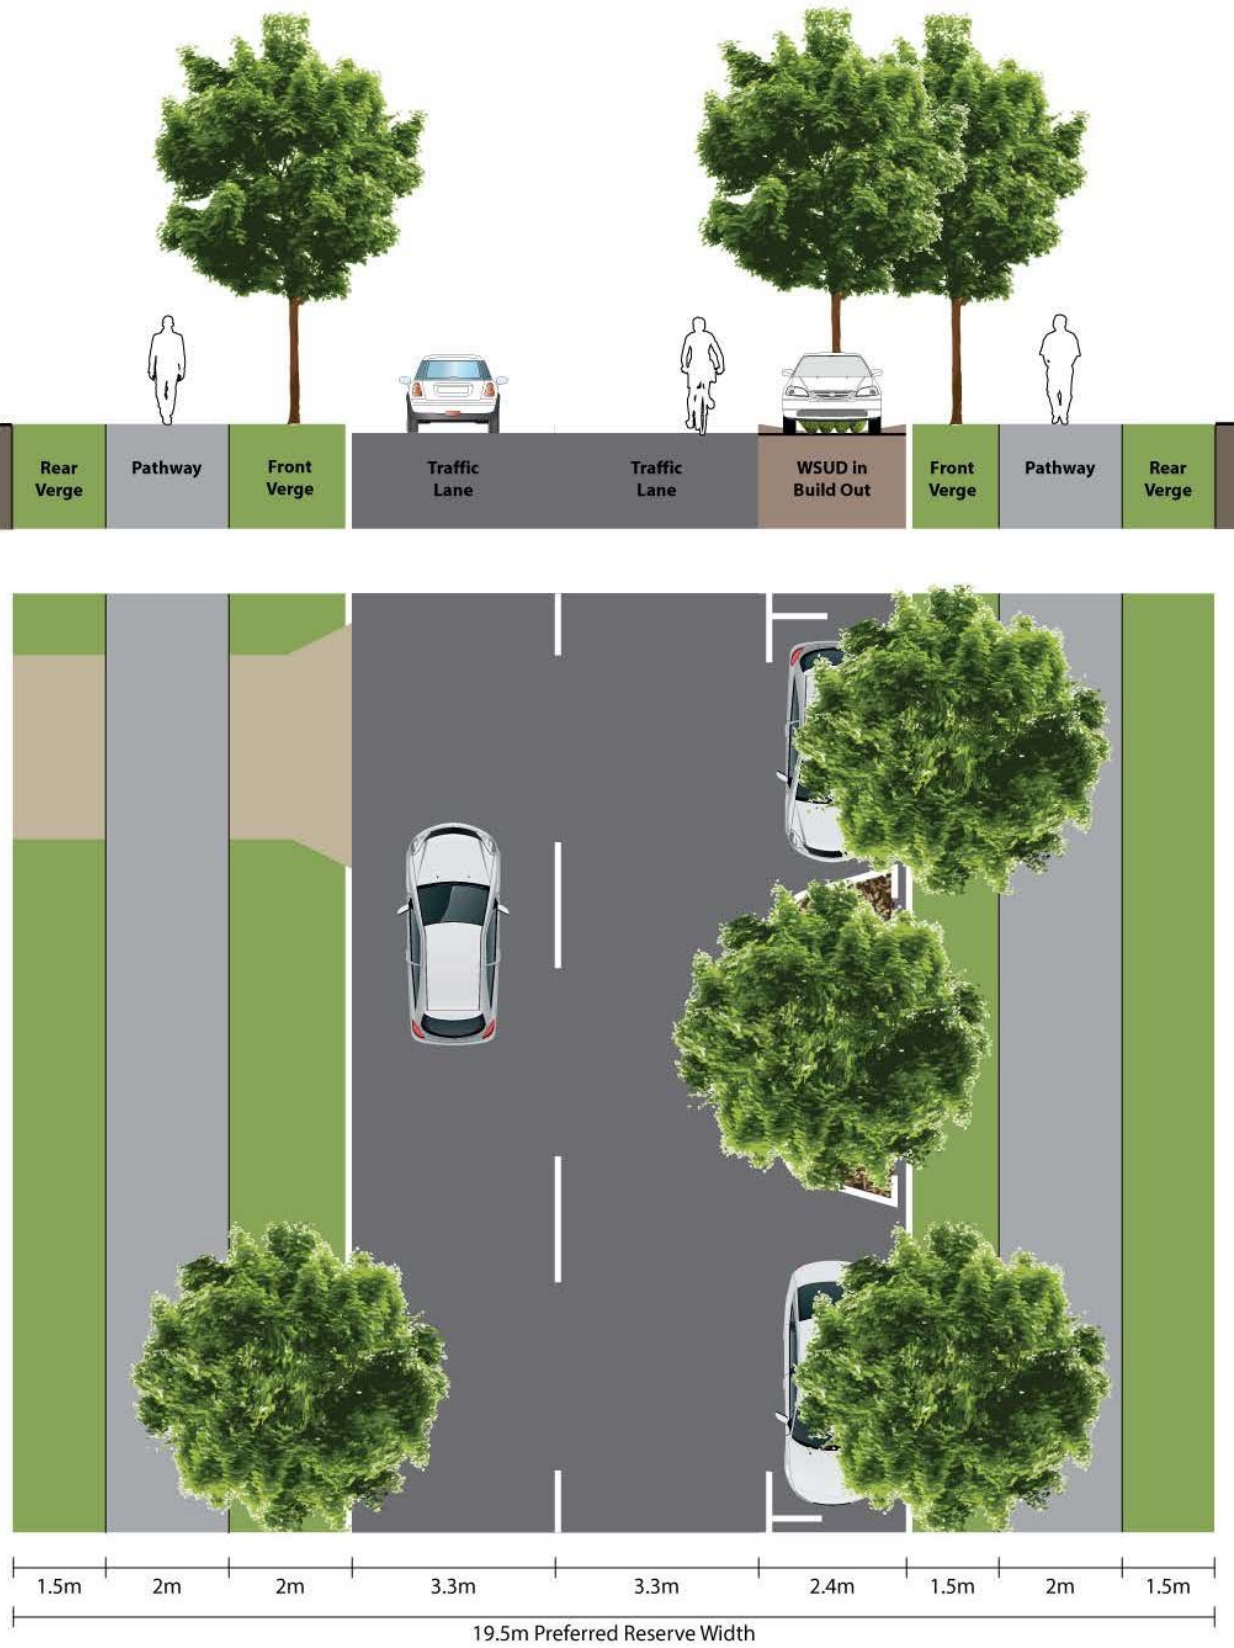 Rear
Verge
Pathway
Front
Verge
Traffic
Lane
Traffic
Lane
WSUD in
Build Out
Front
Verge
Pathway
Rear
Verge
1.5m
2m
2m
3.3m
3.3m
2.4m
1.5m
2m
1.5m
19.5m Preferred Reserve Width